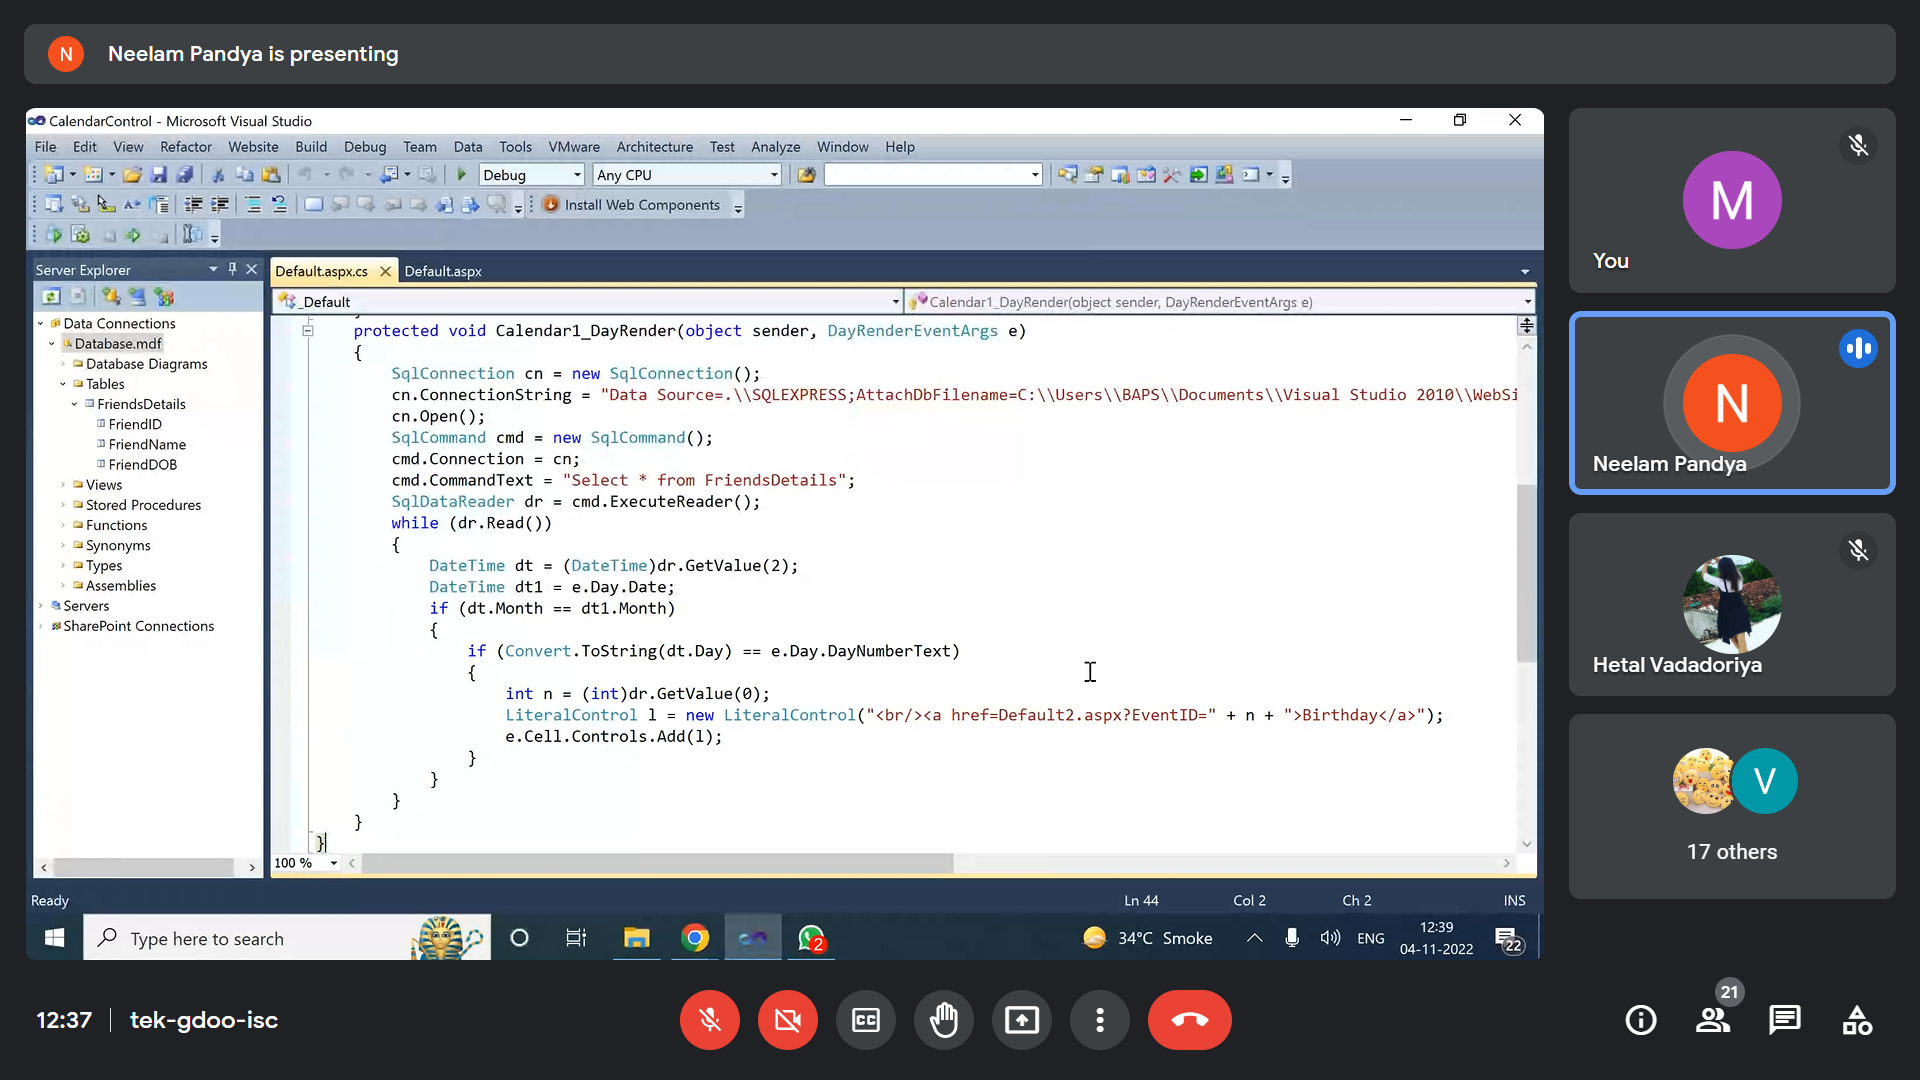 N Neelam Pandya is presenting
CalendarControl - Microsoft Visual Studio
File Edit View Refactor Website Build Debug Team Data Tools VMware Architecture Test Analyze Window Help
Debug Any CPU
Install Web Components
Server Explorer
Data Connections
Database.mdf
Database Diagrams
Tables
FriendsDetails
FriendID
FriendName
FriendDOB
Views
Stored Procedures
Functions
Synonyms
Types
Assemblies
Servers
SharePoint Connections
Default.aspx.cs Default.aspx
_Default Calendar1_DayRender(object sender, DayRenderEventArgs e)
protected void Calendar1_DayRender(object sender, DayRenderEventArgs e)
{
SqlConnection cn = new SqlConnection();
cn.ConnectionString = "Data Source=.\\SQLEXPRESS;AttachDbFilename=C:\\Users\\BAPS\\Documents\\Visual Studio 2010\\WebSi
cn.Open();
SqlCommand cmd = new SqlCommand();
cmd.Connection = cn;
cmd.CommandText = "Select * from FriendsDetails";
SqlDataReader dr = cmd.ExecuteReader();
while (dr.Read())
{
DateTime dt = (DateTime)dr.GetValue(2);
DateTime dt1 = e.Day.Date;
if (dt.Month == dt1.Month)
{
if (Convert.ToString(dt.Day) == e.Day.DayNumberText)
{
int n = (int)dr.GetValue(0);
LiteralControl l = new LiteralControl("<br/><a href=Default2.aspx?EventID=" + n + ">Birthday</a>");
e.Cell.Controls.Add(l);
}
}
}
}
}
100 %
Ready Ln 44 Col 2 Ch 2 INS
Type here to search
2
34°C Smoke
ENG
12:39
04-11-2022
22
M
You
N
Neelam Pandya
Hetal Vadadoriya
V
17 others
12:37 tek-gdoo-isc
CC
21